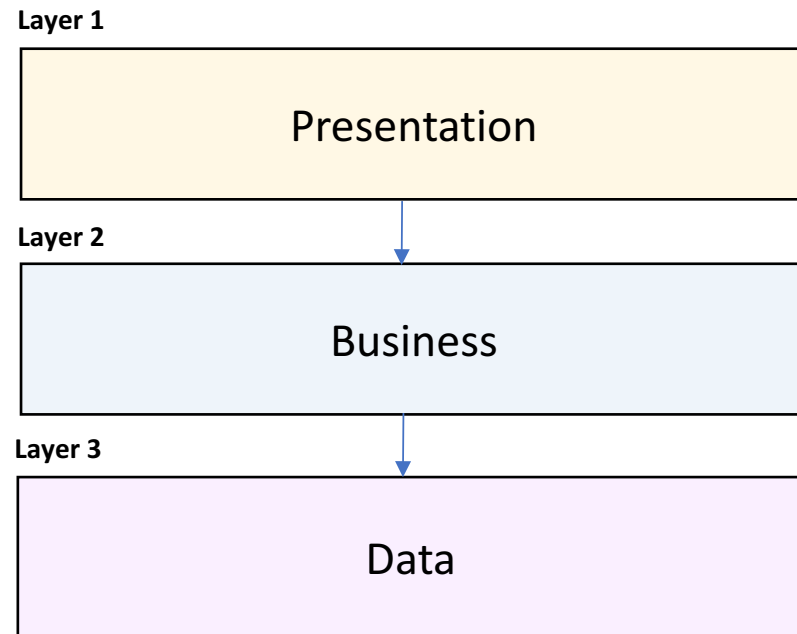 Layer 1
Presentation
Layer 2
Business
Layer 3
Data